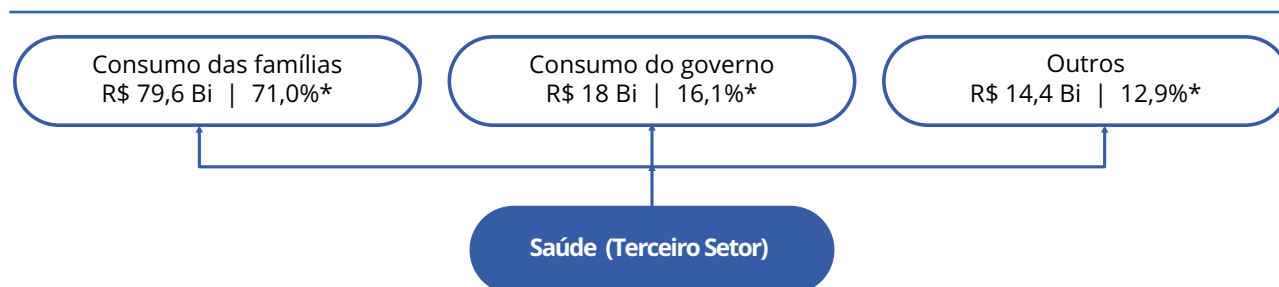 Consumo das famílias
R$ 79,6 Bi | 71,0%*
Consumo do governo
R$ 18 Bi | 16,1%*
Outros
R$ 14,4 Bi | 12,9%*
Saúde (Terceiro Setor)